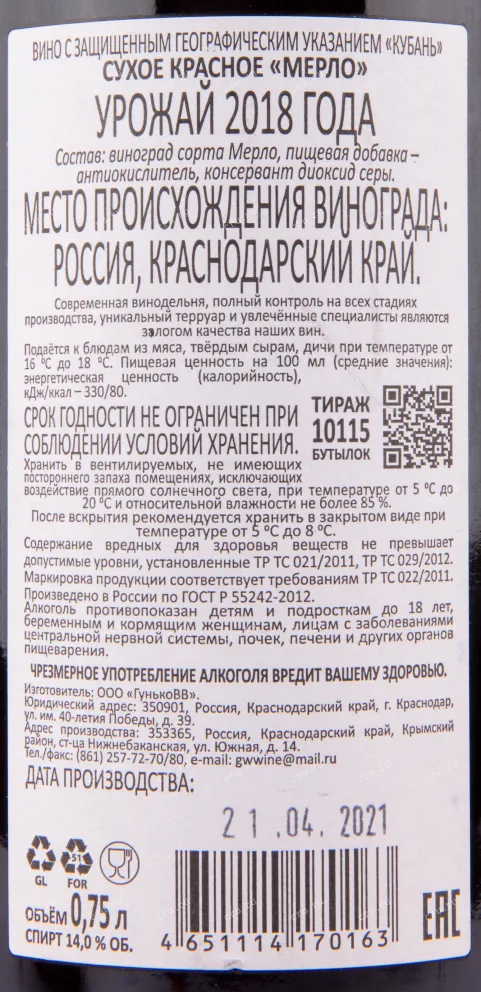 ВИНО С ЗАЩИЩЕННЫМ ГЕОГРАФИЧЕСКИМ УКАЗАНИЕМ «КУБАНЬ»
СУХОЕ КРАСНОЕ «МЕРЛО»
УРОЖАЙ 2018 ГОДА
Состав: виноград сорта Мерло, пищевая добавка –
антиокислитель, консервант диоксид серы.
МЕСТО ПРОИСХОЖДЕНИЯ ВИНОГРАДА:
РОССИЯ, КРАСНОДАРСКИЙ КРАЙ.
Современная винодельня, полный контроль на всех стадиях
производства, уникальный терруар и увлечённые специалисты являются
залогом качества наших вин.
Подаётся к блюдам из мяса, твёрдым сырам, дичи при температуре от
16 °С до 18 °С. Пищевая ценность на 100 мл (средние значения):
энергетическая ценность (калорийность),
кДж/ккал – 330/80.
СРОК ГОДНОСТИ НЕ ОГРАНИЧЕН ПРИ
СОБЛЮДЕНИИ УСЛОВИЙ ХРАНЕНИЯ.
ТИРАЖ
10115
БУТЫЛОК
Хранить в вентилируемых, не имеющих
постороннего запаха помещениях, исключающих
воздействие прямого солнечного света, при температуре от 5 °С до
20 °С и относительной влажности не более 85 %.
После вскрытия рекомендуется хранить в закрытом виде при
температуре от 5 °С до 8 °С.
Содержание вредных для здоровья веществ не превышает
допустимые уровни, установленные ТР ТС 021/2011, ТР ТС 029/2012.
Маркировка продукции соответствует требованиям ТР ТС 022/2011.
Произведено в России по ГОСТ Р 55242-2012.
Алкоголь противопоказан детям и подросткам до 18 лет,
беременным и кормящим женщинам, лицам с заболеваниями
центральной нервной системы, почек, печени и других органов
пищеварения.
ЧРЕЗМЕРНОЕ УПОТРЕБЛЕНИЕ АЛКОГОЛЯ ВРЕДИТ ВАШЕМУ ЗДОРОВЬЮ.
Изготовитель: ООО «ГунькоВВ».
Юридический адрес: 350901, Россия, Краснодарский край, г. Краснодар,
ул. им. 40-летия Победы, д. 39.
Адрес производства: 353365, Россия, Краснодарский край, Крымский
район, ст-ца Нижнебаканская, ул. Южная, д. 14.
Тел./факс: (861) 257-72-70/80, e-mail: gwwine@mail.ru
ДАТА ПРОИЗВОДСТВА:
21.04.2021
51
GL FOR
ОБЪЁМ 0,75 л
СПИРТ 14,0 % ОБ.
4 651114 170163
EAC